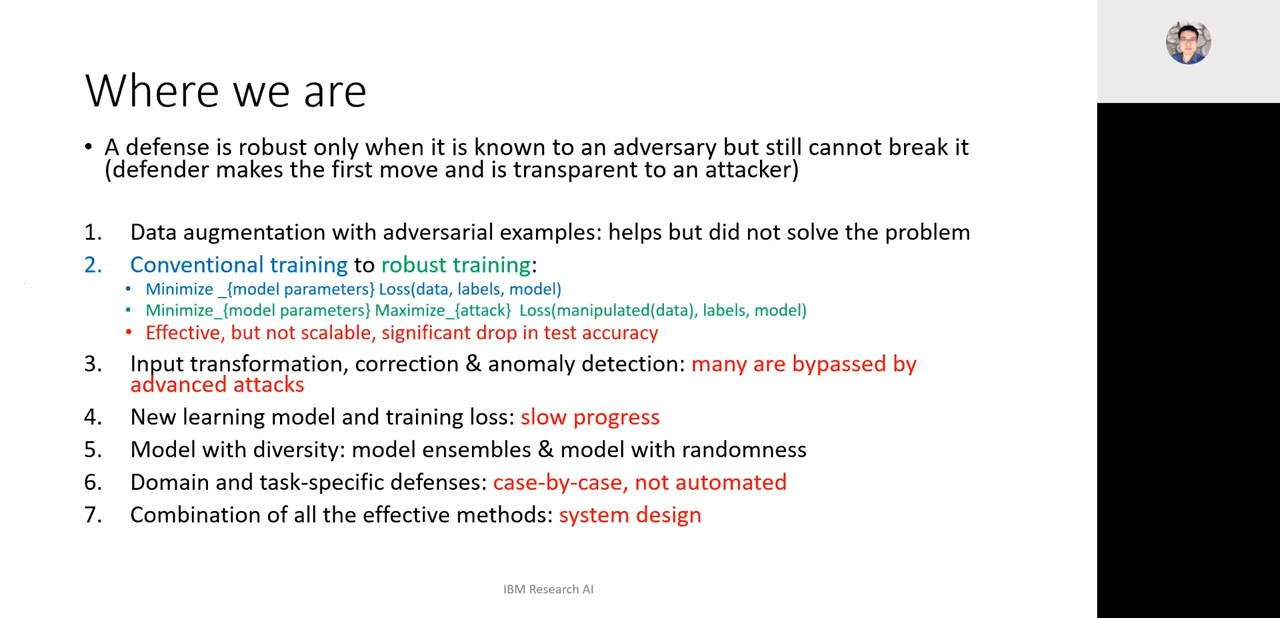 Where we are
• A defense is robust only when it is known to an adversary but still cannot break it
(defender makes the first move and is transparent to an attacker)
1. Data augmentation with adversarial examples: helps but did not solve the problem
2. Conventional training to robust training:
• Minimize _{model parameters} Loss(data, labels, model)
• Minimize_{model parameters} Maximize_{attack} Loss(manipulated(data), labels, model)
• Effective, but not scalable, significant drop in test accuracy
3. Input transformation, correction & anomaly detection: many are bypassed by
advanced attacks
4. New learning model and training loss: slow progress
5. Model with diversity: model ensembles & model with randomness
6. Domain and task-specific defenses: case-by-case, not automated
7. Combination of all the effective methods: system design
IBM Research AI